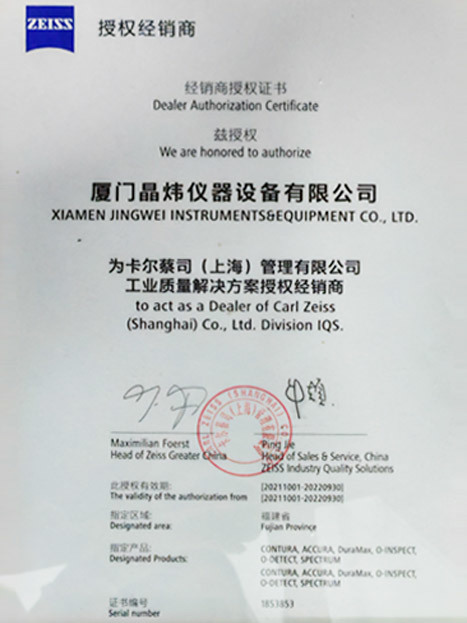 ZEISS
授权经销商
经销商授权证书
Dealer Authorization Certificate
兹授权
We are honored to authorize
厦门晶炜仪器设备有限公司
XIAMEN JINGWEI INSTRUMENTS&EQUIPMENT CO., LTD.
为卡尔蔡司（上海）管理有限公司
工业质量解决方案授权经销商
to act as a Dealer of Carl Zeiss
(Shanghai) Co., Ltd. Division IQS.
Maximilian Foerst
Head of Zeiss Greater China
Ping Jie
Head of Sales & Service, China
ZEISS Industry Quality Solutions
此授权有效期:
The validity of the authorization from
[20211001-20220930]
[20211001-20220930]
指定区域:
Designated area:
福建省
Fujian Province
指定产品:
Designated Products:
CONTURA, ACCURA, DuraMax, O-INSPECT,
O-DETECT, SPECTRUM
CONTURA, ACCURA, DuraMax, O-INSPECT,
O-DETECT, SPECTRUM
证书编号
Serial number
1853853